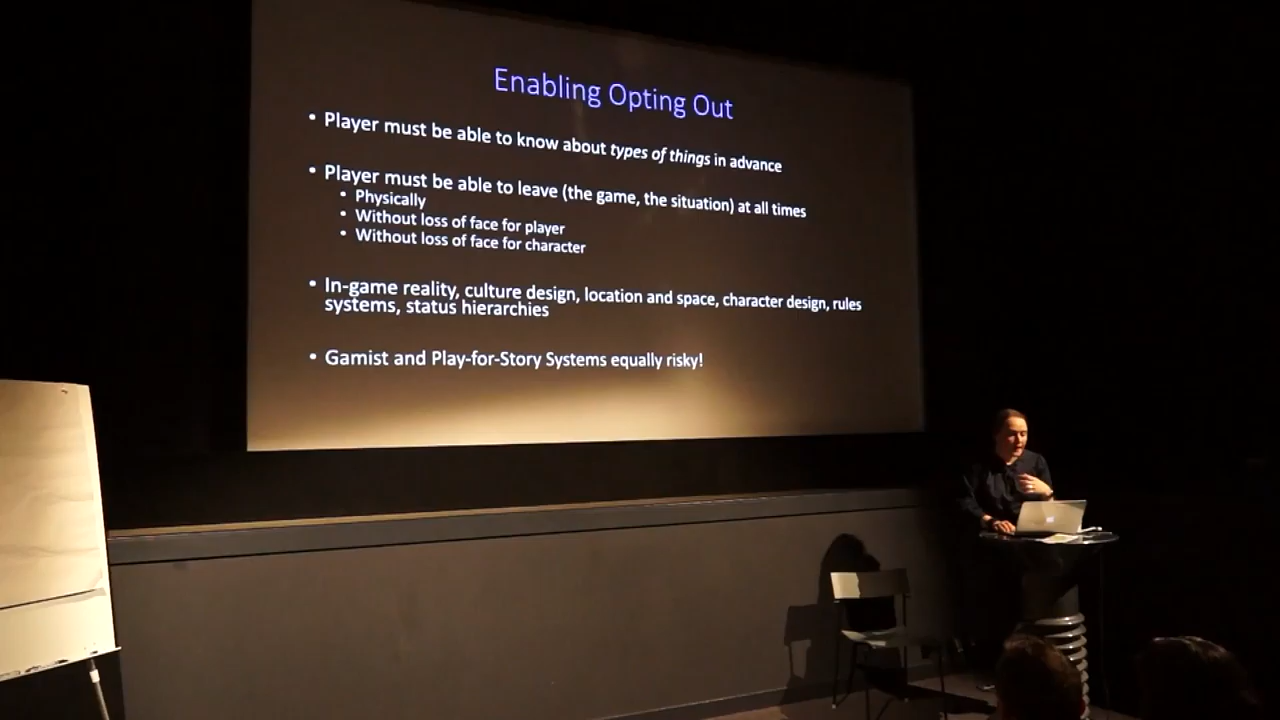 Enabling Opting Out
• Player must be able to know about types of things in advance
• Player must be able to leave (the game, the situation) at all times
• Physically
• Without loss of face for player
• Without loss of face for character
• In-game reality, culture design, location and space, character design, rules
systems, status hierarchies
• Gamist and Play-for-Story Systems equally risky!